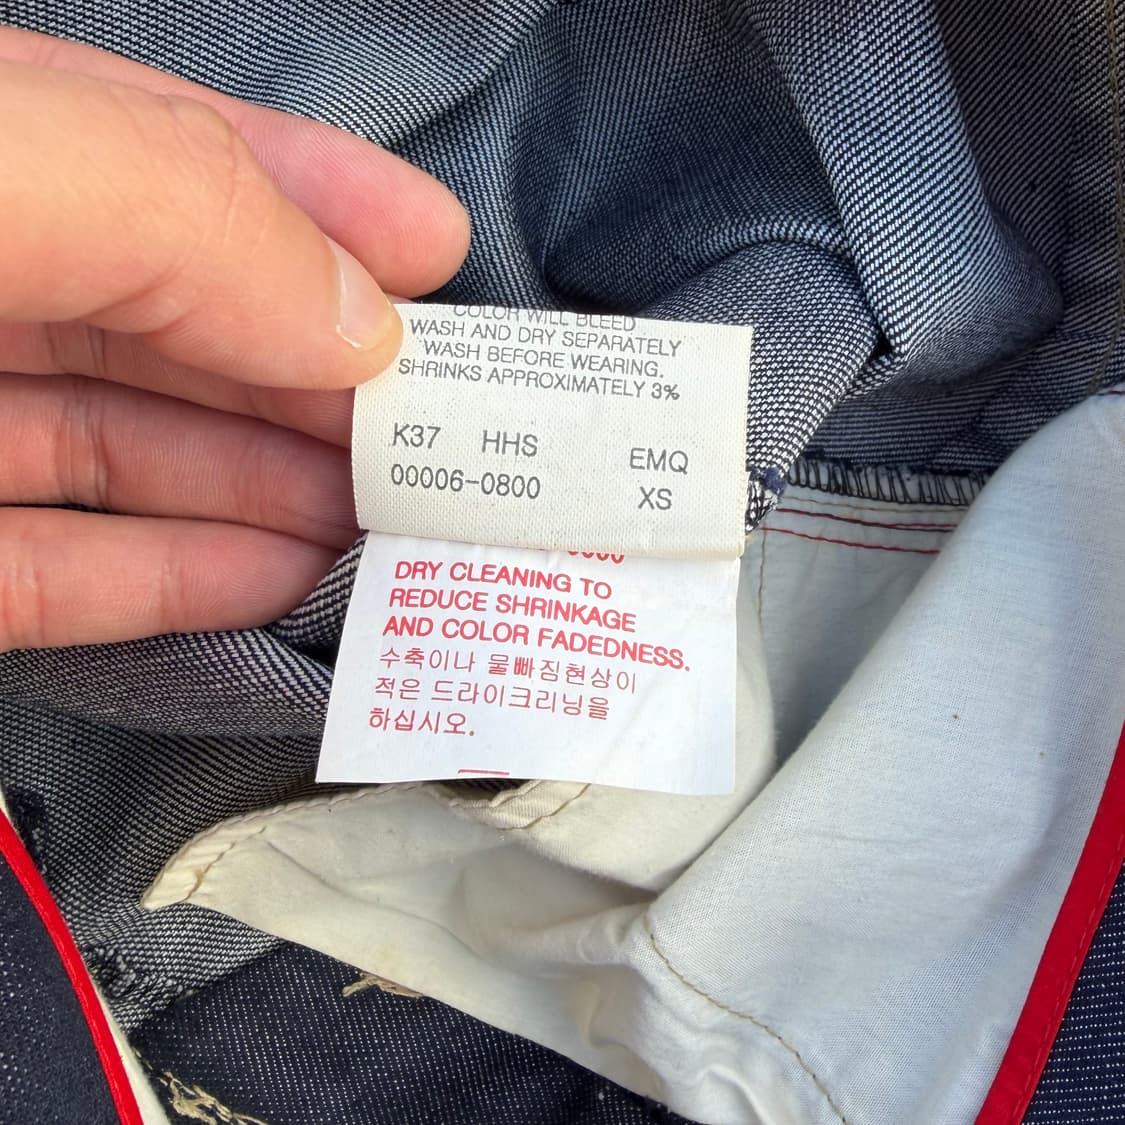 COLOR WILL BLEED
WASH AND DRY SEPARATELY
WASH BEFORE WEARING.
SHRINKS APPROXIMATELY 3%
K37 HHS EMQ
00006-0800 XS
DRY CLEANING TO
REDUCE SHRINKAGE
AND COLOR FADEDNESS.
수축이나 물빠짐현상이
적은 드라이크리닝을
하십시오.